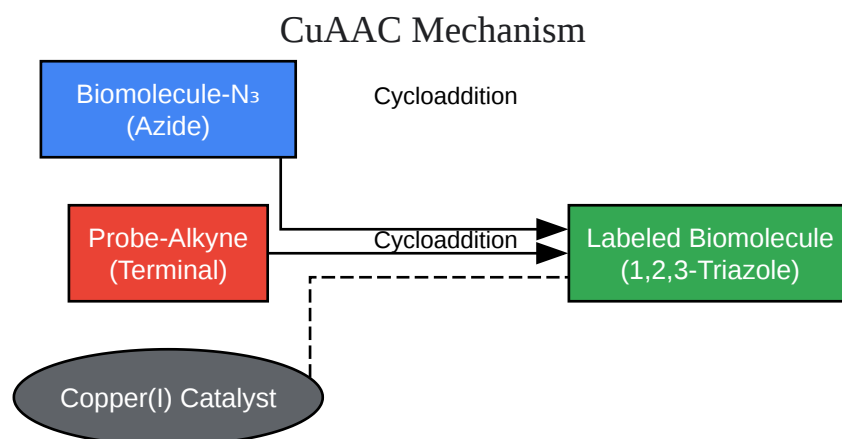 CuAAC Mechanism
Biomolecule-N₃
(Azide)
Cycloaddition
Probe-Alkyne
(Terminal)
Cycloaddition
Labeled Biomolecule
(1,2,3-Triazole)
Copper(I) Catalyst